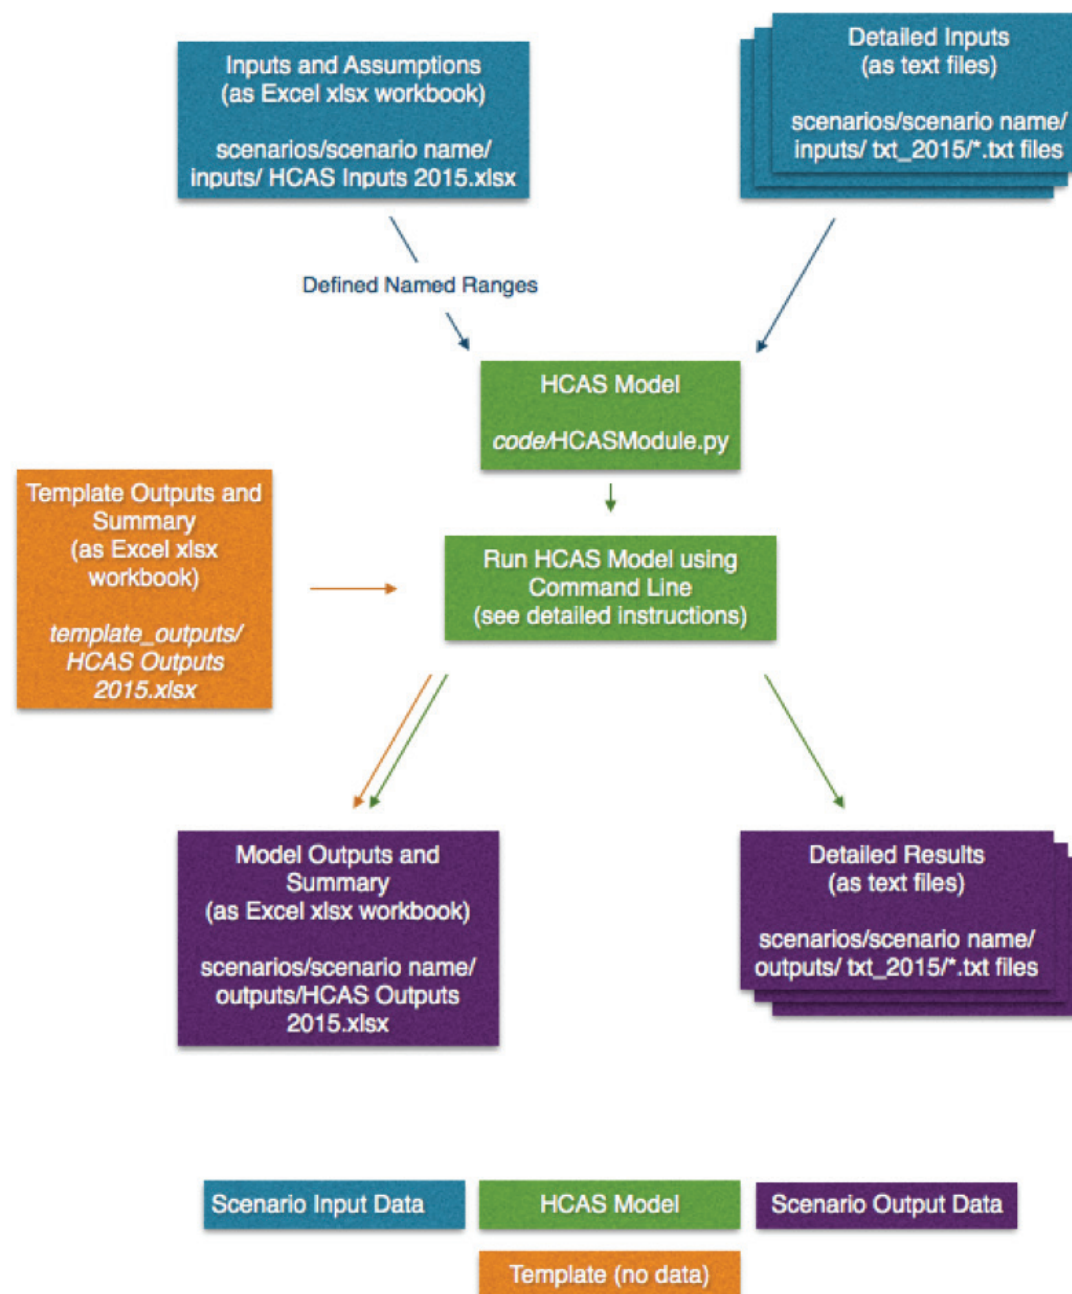 Inputs and Assumptions
(as Excel xlsx workbook)
scenarios/scenario name/
inputs/ HCAS Inputs 2015.xlsx
Detailed Inputs
(as text files)
scenarios/scenario name/
inputs/ txt_2015/*.txt files
Defined Named Ranges
HCAS Model
code/HCASModule.py
Template Outputs and
Summary
(as Excel xlsx
workbook)
template_outputs/
HCAS Outputs
2015.xlsx
Run HCAS Model using
Command Line
(see detailed instructions)
Model Outputs and
Summary
(as Excel xlsx workbook)
scenarios/scenario name/
outputs/HCAS Outputs
2015.xlsx
Detailed Results
(as text files)
scenarios/scenario name/
outputs/ txt_2015/*.txt files
Scenario Input Data
HCAS Model
Scenario Output Data
Template (no data)